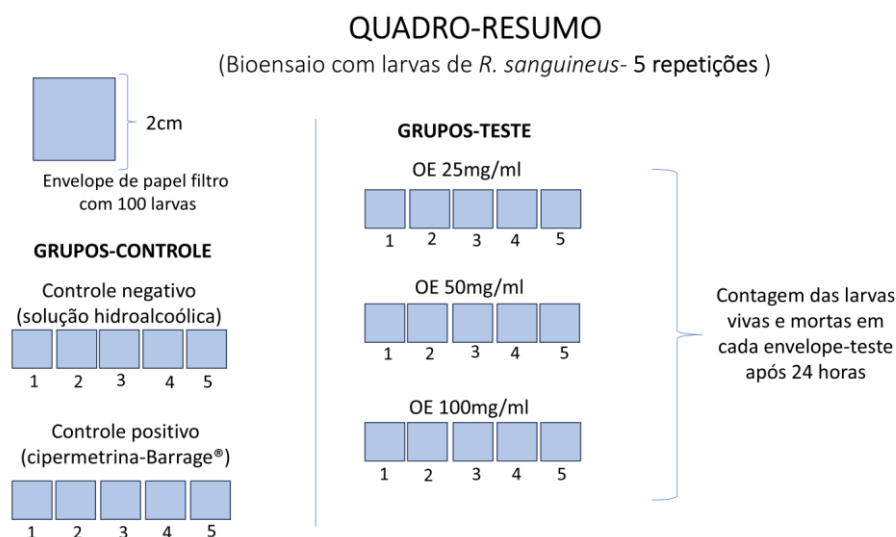 QUADRO-RESUMO
(Bioensaio com larvas de R. sanguineus- 5 repetições )
2cm
Envelope de papel filtro
com 100 larvas
GRUPOS-CONTROLE
Controle negativo
(solução hidroalcoólica)
1 2 3 4 5
Controle positivo
(cipermetrina-Barrage®)
1 2 3 4 5
GRUPOS-TESTE
OE 25mg/ml
1 2 3 4 5
OE 50mg/ml
1 2 3 4 5
OE 100mg/ml
1 2 3 4 5
Contagem das larvas
vivas e mortas em
cada envelope-teste
após 24 horas